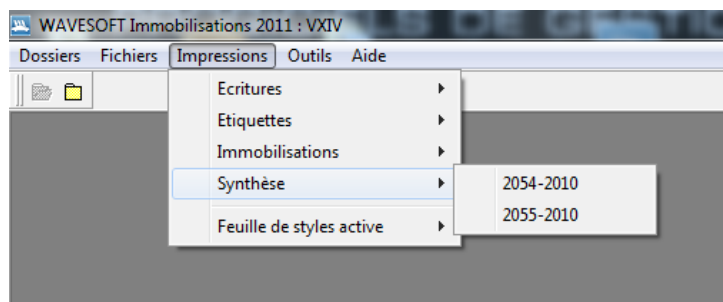 WAVESOFT Immobilisations 2011 : VXIV
Dossiers Fichiers Impressions Outils Aide
Ecritures
Etiquettes
Immobilisations
Synthèse
2054-2010
2055-2010
Feuille de styles active